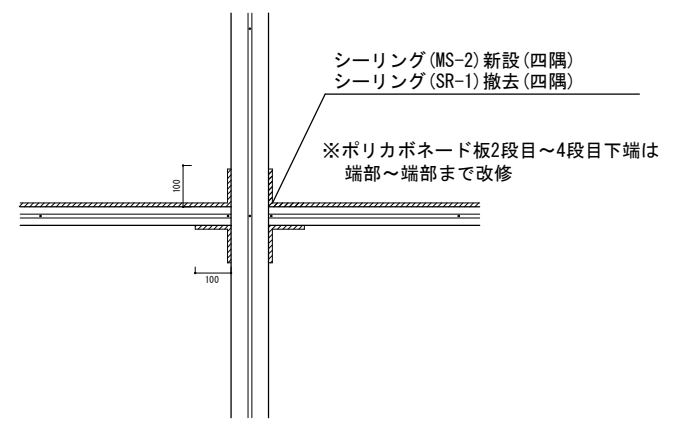 シーリング(MS-2)新設(四隅)
シーリング(SR-1)撤去(四隅)
※ポリカボネード板2段目～4段目下端は
端部～端部まで改修
100
100